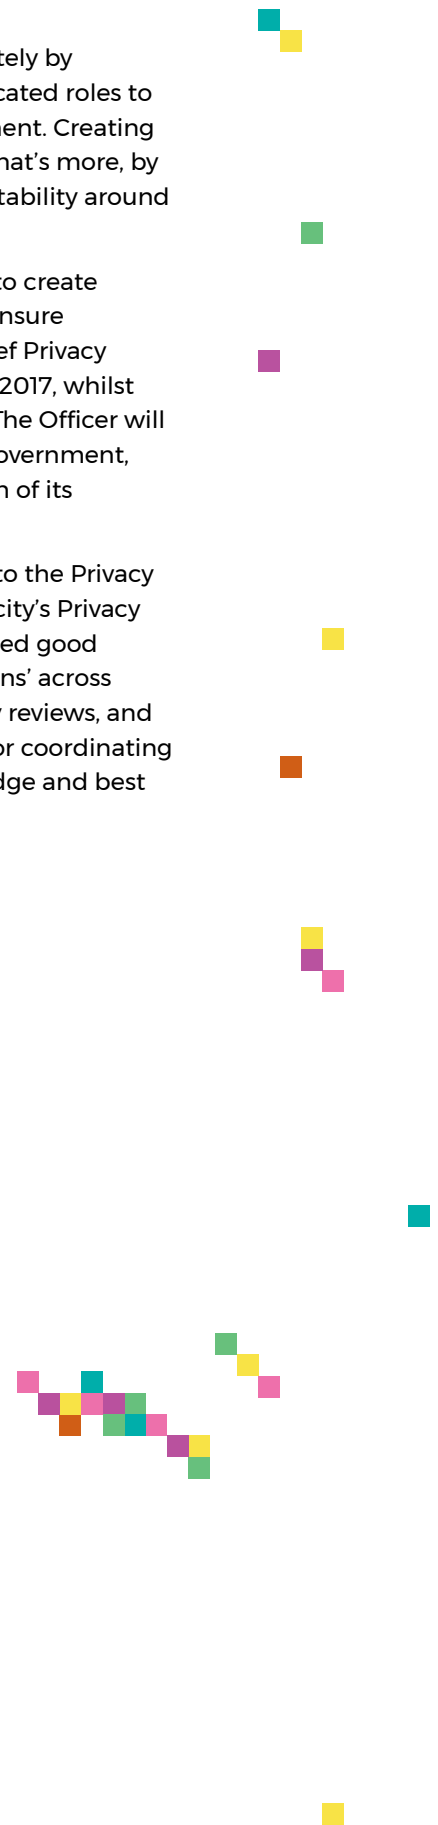 tely by
cated roles to
ent. Creating
hat’s more, by
tability around
to create
nsure
ef Privacy
2017, whilst
The Officer will
overnment,
n of its
to the Privacy
city’s Privacy
ed good
ns’ across
reviews, and
or coordinating
dge and best